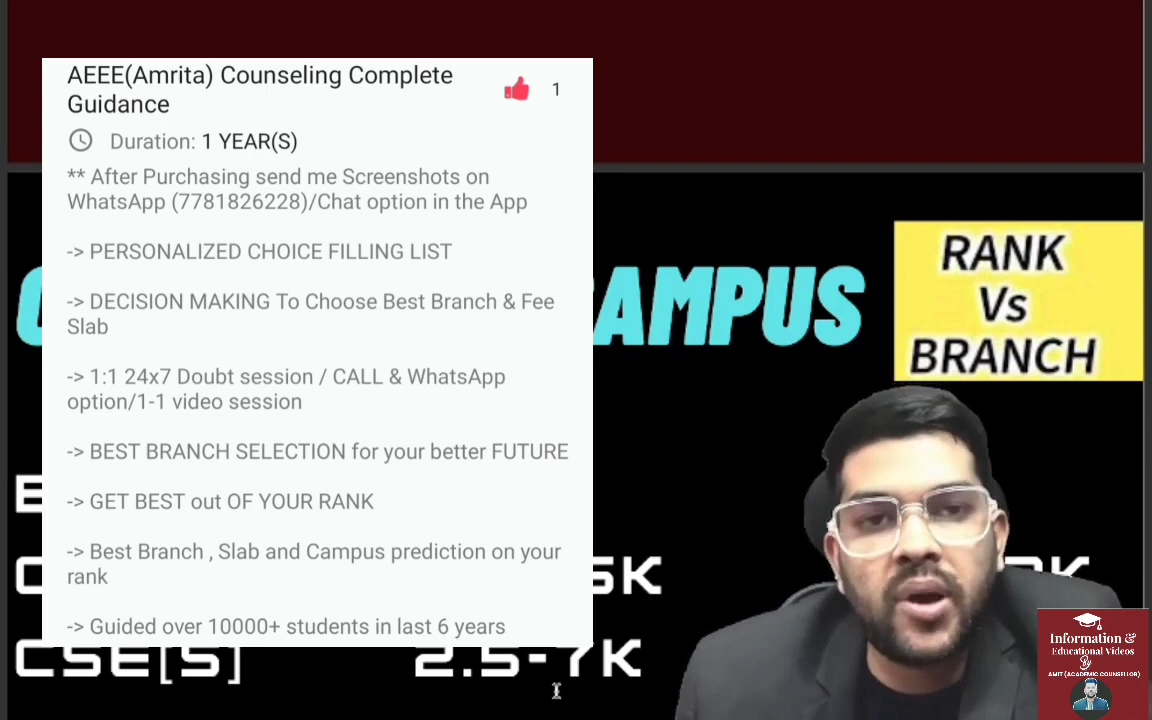 AEEE(Amrita) Counseling Complete
Guidance
1
Duration: 1 YEAR(S)
** After Purchasing send me Screenshots on
WhatsApp (7781826228)/Chat option in the App
-> PERSONALIZED CHOICE FILLING LIST
-> DECISION MAKING To Choose Best Branch & Fee
Slab
-> 1:1 24x7 Doubt session / CALL & WhatsApp
option/1-1 video session
-> BEST BRANCH SELECTION for your better FUTURE
-> GET BEST out OF YOUR RANK
-> Best Branch , Slab and Campus prediction on your
rank
-> Guided over 10000+ students in last 6 years
RANK
Vs
BRANCH
CSE[S] 2.5-7K
Information &
Educational Videos
By
AMIT (ACADEMIC COUNSELLOR)